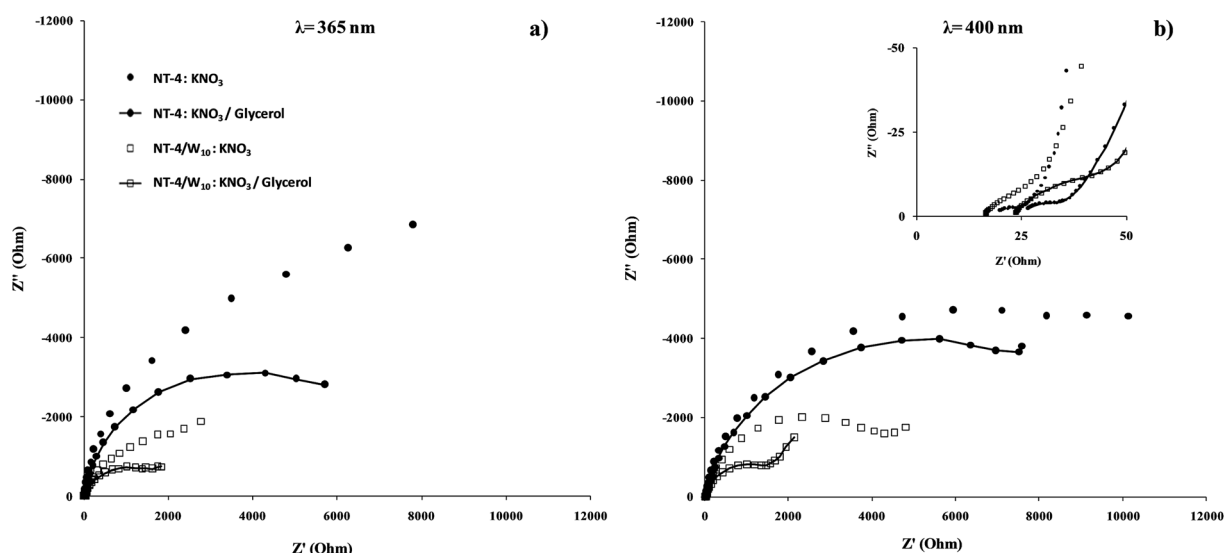 λ= 365 nm
a)
-12000
-10000
-8000
-6000
-4000
-2000
0
Z'' (Ohm)
NT-4: KNO₃
NT-4: KNO₃ / Glycerol
NT-4/W₁₀: KNO₃
NT-4/W₁₀: KNO₃ / Glycerol
0 2000 4000 6000 8000 10000 12000
Z' (Ohm)
λ= 400 nm
b)
-12000
-10000
-8000
-6000
-4000
-2000
0
Z'' (Ohm)
-50
-25
0
Z'' (Ohm)
0 25 50
Z' (Ohm)
0 2000 4000 6000 8000 10000 12000
Z' (Ohm)